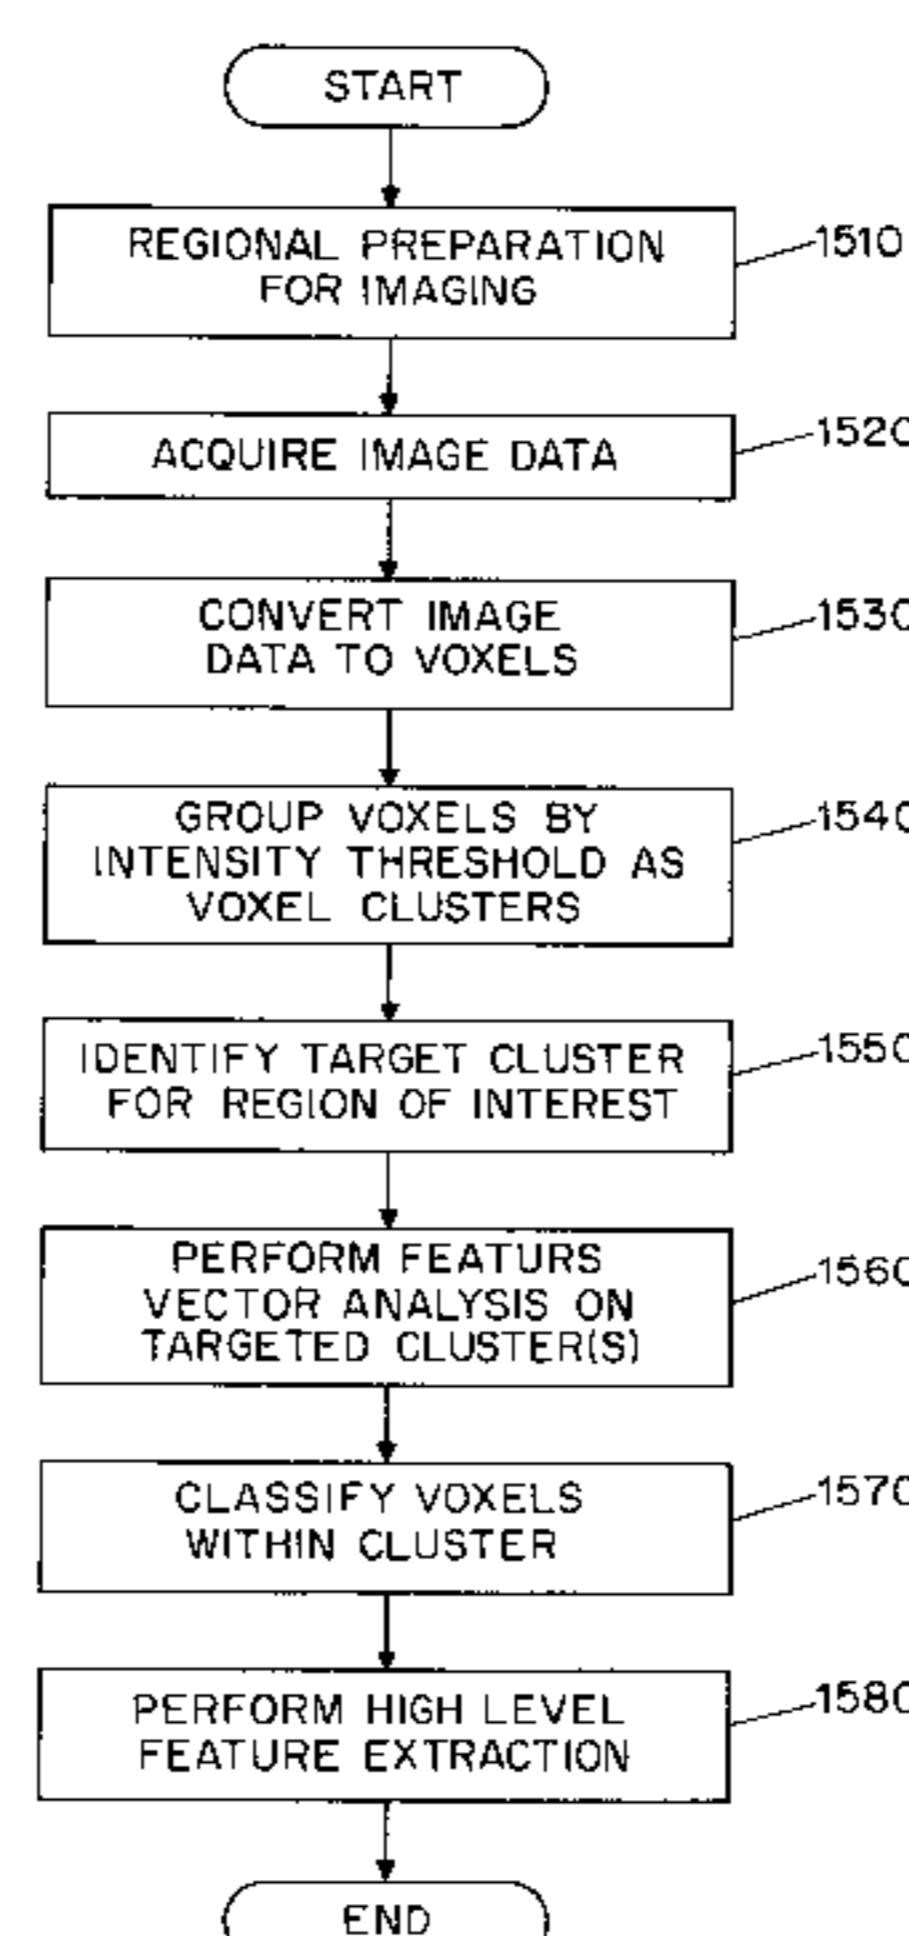 START
REGIONAL PREPARATION
FOR IMAGING
1510
ACQUIRE IMAGE DATA
1520
CONVERT IMAGE
DATA TO VOXELS
1530
GROUP VOXELS BY
INTENSITY THRESHOLD AS
VOXEL CLUSTERS
1540
IDENTIFY TARGET CLUSTER
FOR REGION OF INTEREST
1550
PERFORM FEATURS
VECTOR ANALYSIS ON
TARGETED CLUSTER(S)
1560
CLASSIFY VOXELS
WITHIN CLUSTER
1570
PERFORM HIGH LEVEL
FEATURE EXTRACTION
1580
END